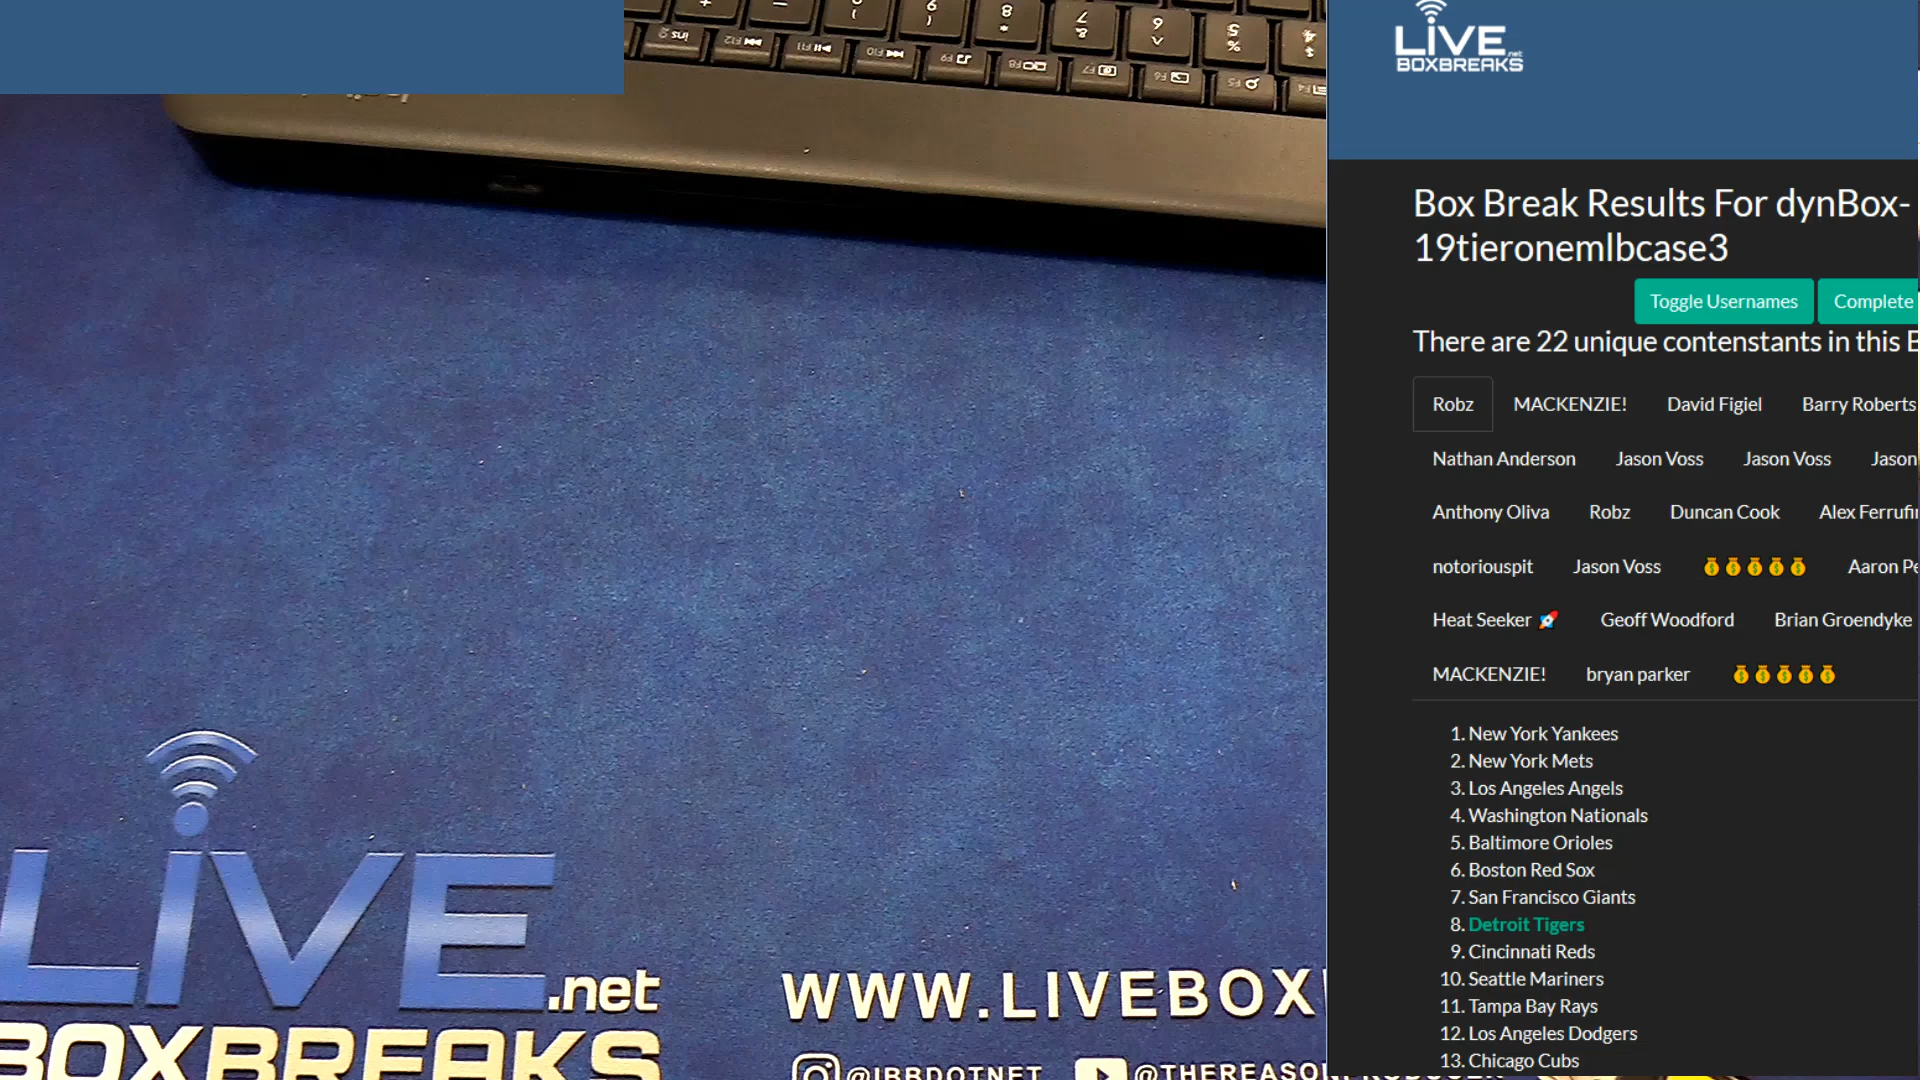 LIVE
.net
BOXBREAKS
Box Break Results For dynBox-
19tieronemlbcase3
Toggle Usernames Complete
There are 22 unique contenstants in this
Robz MACKENZIE! David Figiel Barry Roberts
Nathan Anderson Jason Voss Jason Voss Jason
Anthony Oliva Robz Duncan Cook Alex
notoriouspit Jason Voss 💰💰💰💰💰 Aaron
Heat Seeker 🚀 Geoff Woodford Brian Groendyke
MACKENZIE! bryan parker 💰💰💰💰💰
1. New York Yankees
2. New York Mets
3. Los Angeles Angels
4. Washington Nationals
5. Baltimore Orioles
6. Boston Red Sox
7. San Francisco Giants
8. Detroit Tigers
9. Cincinnati Reds
10. Seattle Mariners
11. Tampa Bay Rays
12. Los Angeles Dodgers
13. Chicago Cubs
LIVE
.net
BOXBREAKS
WWW.LIVEBOX
@